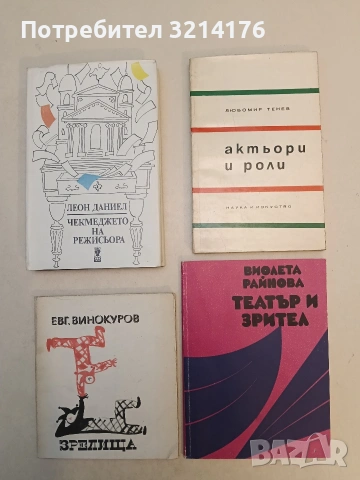 Потребител 3214176
ЛЕОН ДАНИЕЛ
ЧЕКМЕДЖЕТО
НА
РЕЖИСЬОРА
ЛЮБОМИР ТЕНЕВ
актьори
и роли
НАУКА И ИЗКУСТВО
ЕВГ. ВИНОКУРОВ
ЗРЕЛИЩА
ВИОЛЕТА
РАЙНОВА
ТЕАТЪР И
ЗРИТЕЛ
BAZAR